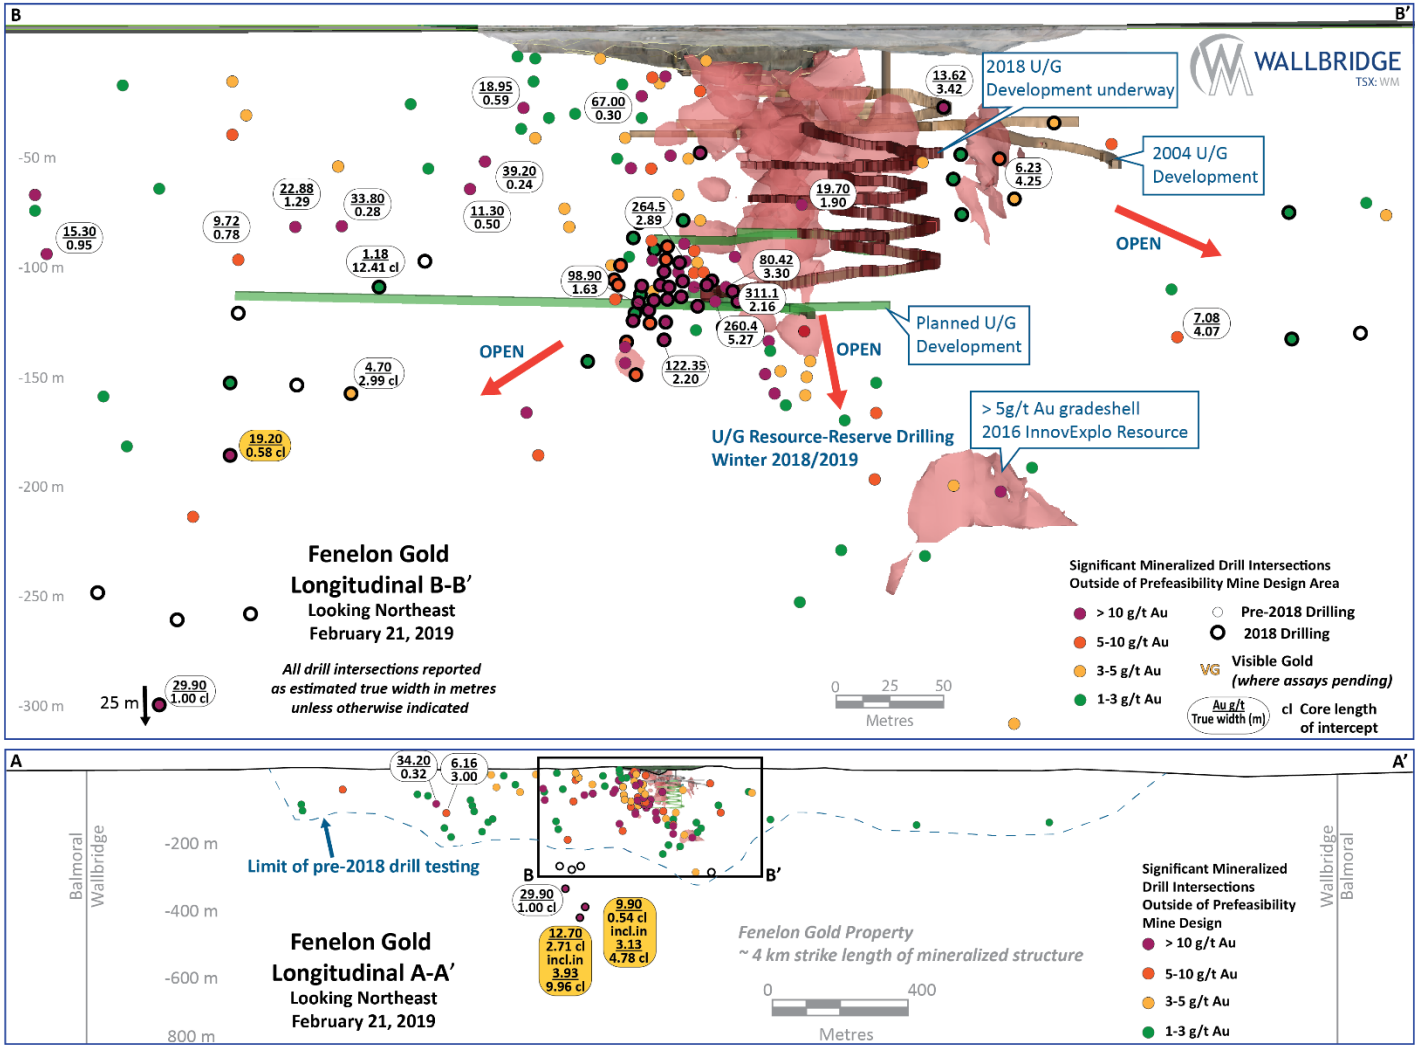 B
B'
WALLBRIDGE
TSX: WM
2018 U/G
Development underway
13.62
3.42
18.95
0.59
67.00
0.30
2004 U/G
Development
-50 m
39.20
0.24
6.23
4.25
22.88
1.29
33.80
0.28
11.30
0.50
19.70
1.90
264.5
2.89
9.72
0.78
15.30
0.95
OPEN
1.18
12.41 cl
-100 m
98.90
1.63
80.42
3.30
311.1
2.16
260.4
5.27
7.08
4.07
Planned U/G
Development
OPEN
OPEN
122.35
2.20
4.70
2.99 cl
-150 m
> 5g/t Au gradeshell
2016 InnovExplo Resource
U/G Resource-Reserve Drilling
Winter 2018/2019
19.20
0.58 cl
-200 m
Fenelon Gold
Longitudinal B-B'
Looking Northeast
February 21, 2019
-250 m
All drill intersections reported
as estimated true width in metres
unless otherwise indicated
29.90
1.00 cl
25 m
-300 m
0 25 50
Metres
Significant Mineralized Drill Intersections
Outside of Prefeasibility Mine Design Area
> 10 g/t Au
5-10 g/t Au
3-5 g/t Au
1-3 g/t Au
Pre-2018 Drilling
2018 Drilling
VG Visible Gold
(where assays pending)
Au g/t
True width (m)
cl Core length
of intercept
A
A'
34.20
0.32
6.16
3.00
Balmoral
Wallbridge
Wallbridge
Balmoral
-200 m
Limit of pre-2018 drill testing
B
B'
29.90
1.00 cl
-400 m
9.90
0.54 cl
incl.in
3.13
4.78 cl
12.70
2.71 cl
incl.in
3.93
9.96 cl
Fenelon Gold
Longitudinal A-A'
Looking Northeast
February 21, 2019
-600 m
800 m
Fenelon Gold Property
~ 4 km strike length of mineralized structure
0 400
Metres
Significant Mineralized
Drill Intersections
Outside of Prefeasibility
Mine Design
> 10 g/t Au
5-10 g/t Au
3-5 g/t Au
1-3 g/t Au